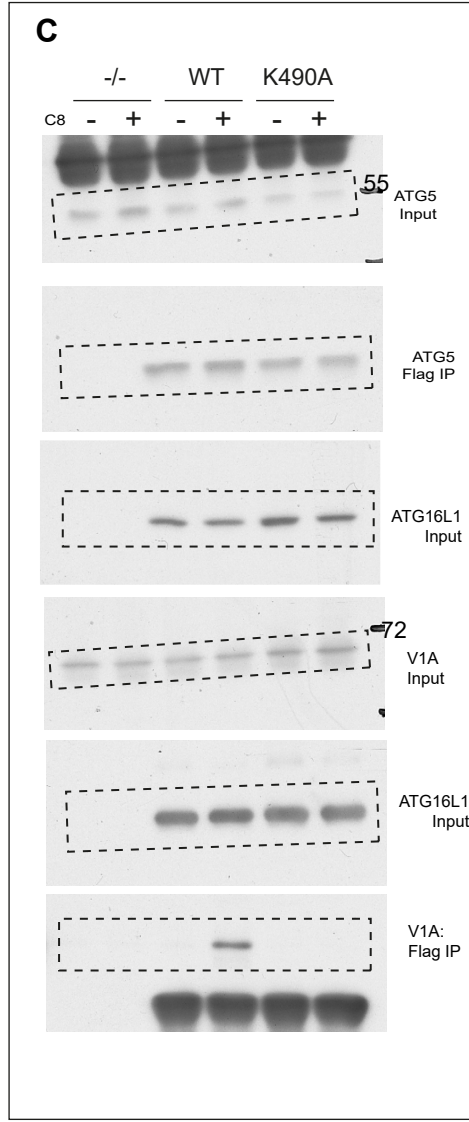 C
-/- WT K490A
C8 - + - + - +
55
ATG5
Input
ATG5
Flag IP
ATG16L1
Input
72
V1A
Input
ATG16L1
Input
V1A:
Flag IP